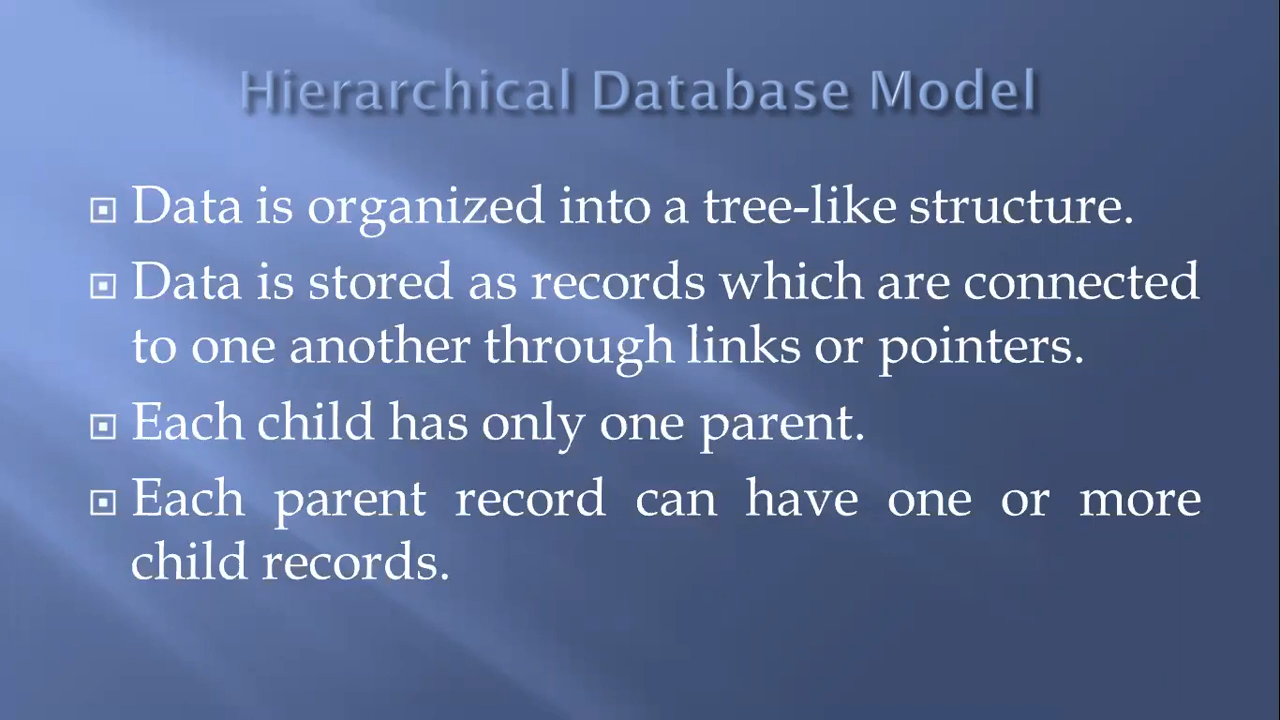 Hierarchical Database Model
Data is organized into a tree-like structure.
Data is stored as records which are connected
to one another through links or pointers.
Each child has only one parent.
Each parent record can have one or more
child records.